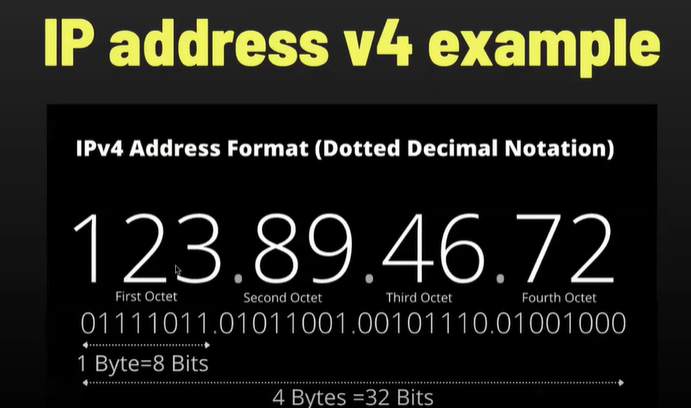 IP address v4 example
IPv4 Address Format (Dotted Decimal Notation)
123.89.46.72
First Octet Second Octet Third Octet Fourth Octet
01111011.01011001.00101110.01001000
1 Byte=8 Bits
4 Bytes =32 Bits